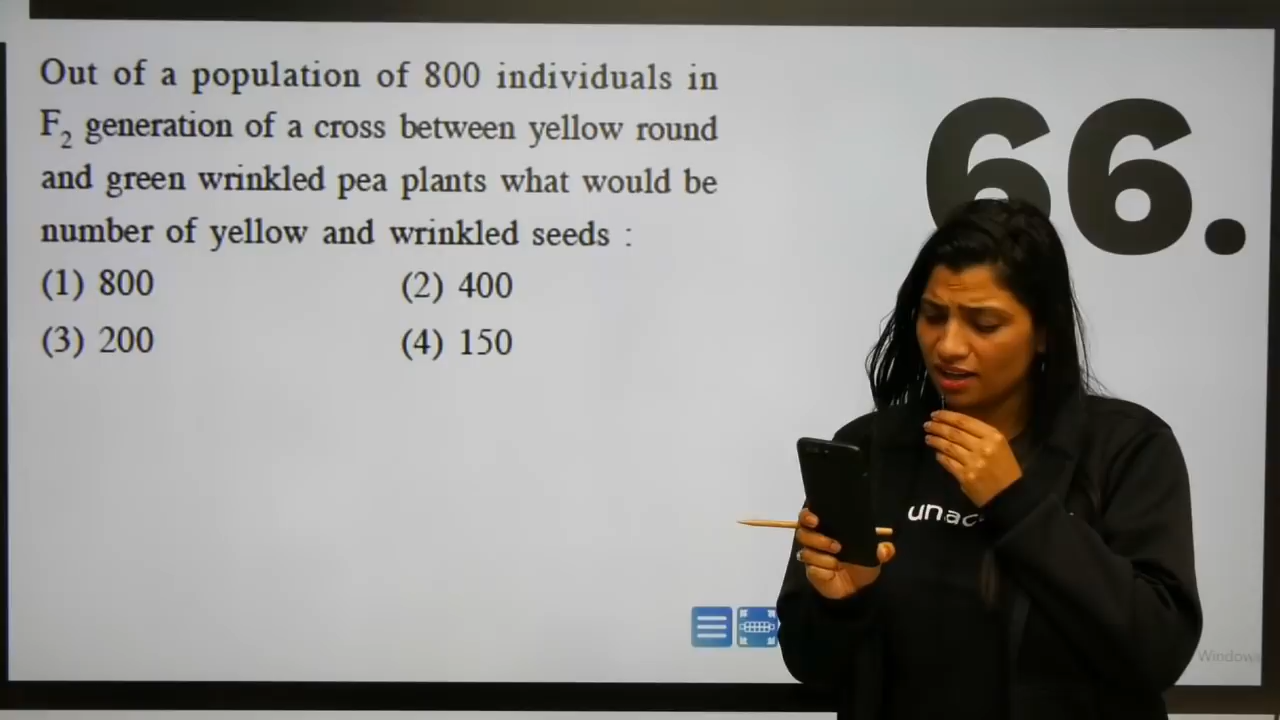 Out of a population of 800 individuals in
F₂ generation of a cross between yellow round
and green wrinkled pea plants what would be
number of yellow and wrinkled seeds :
(1) 800 (2) 400
(3) 200 (4) 150
66.
unac
Windows